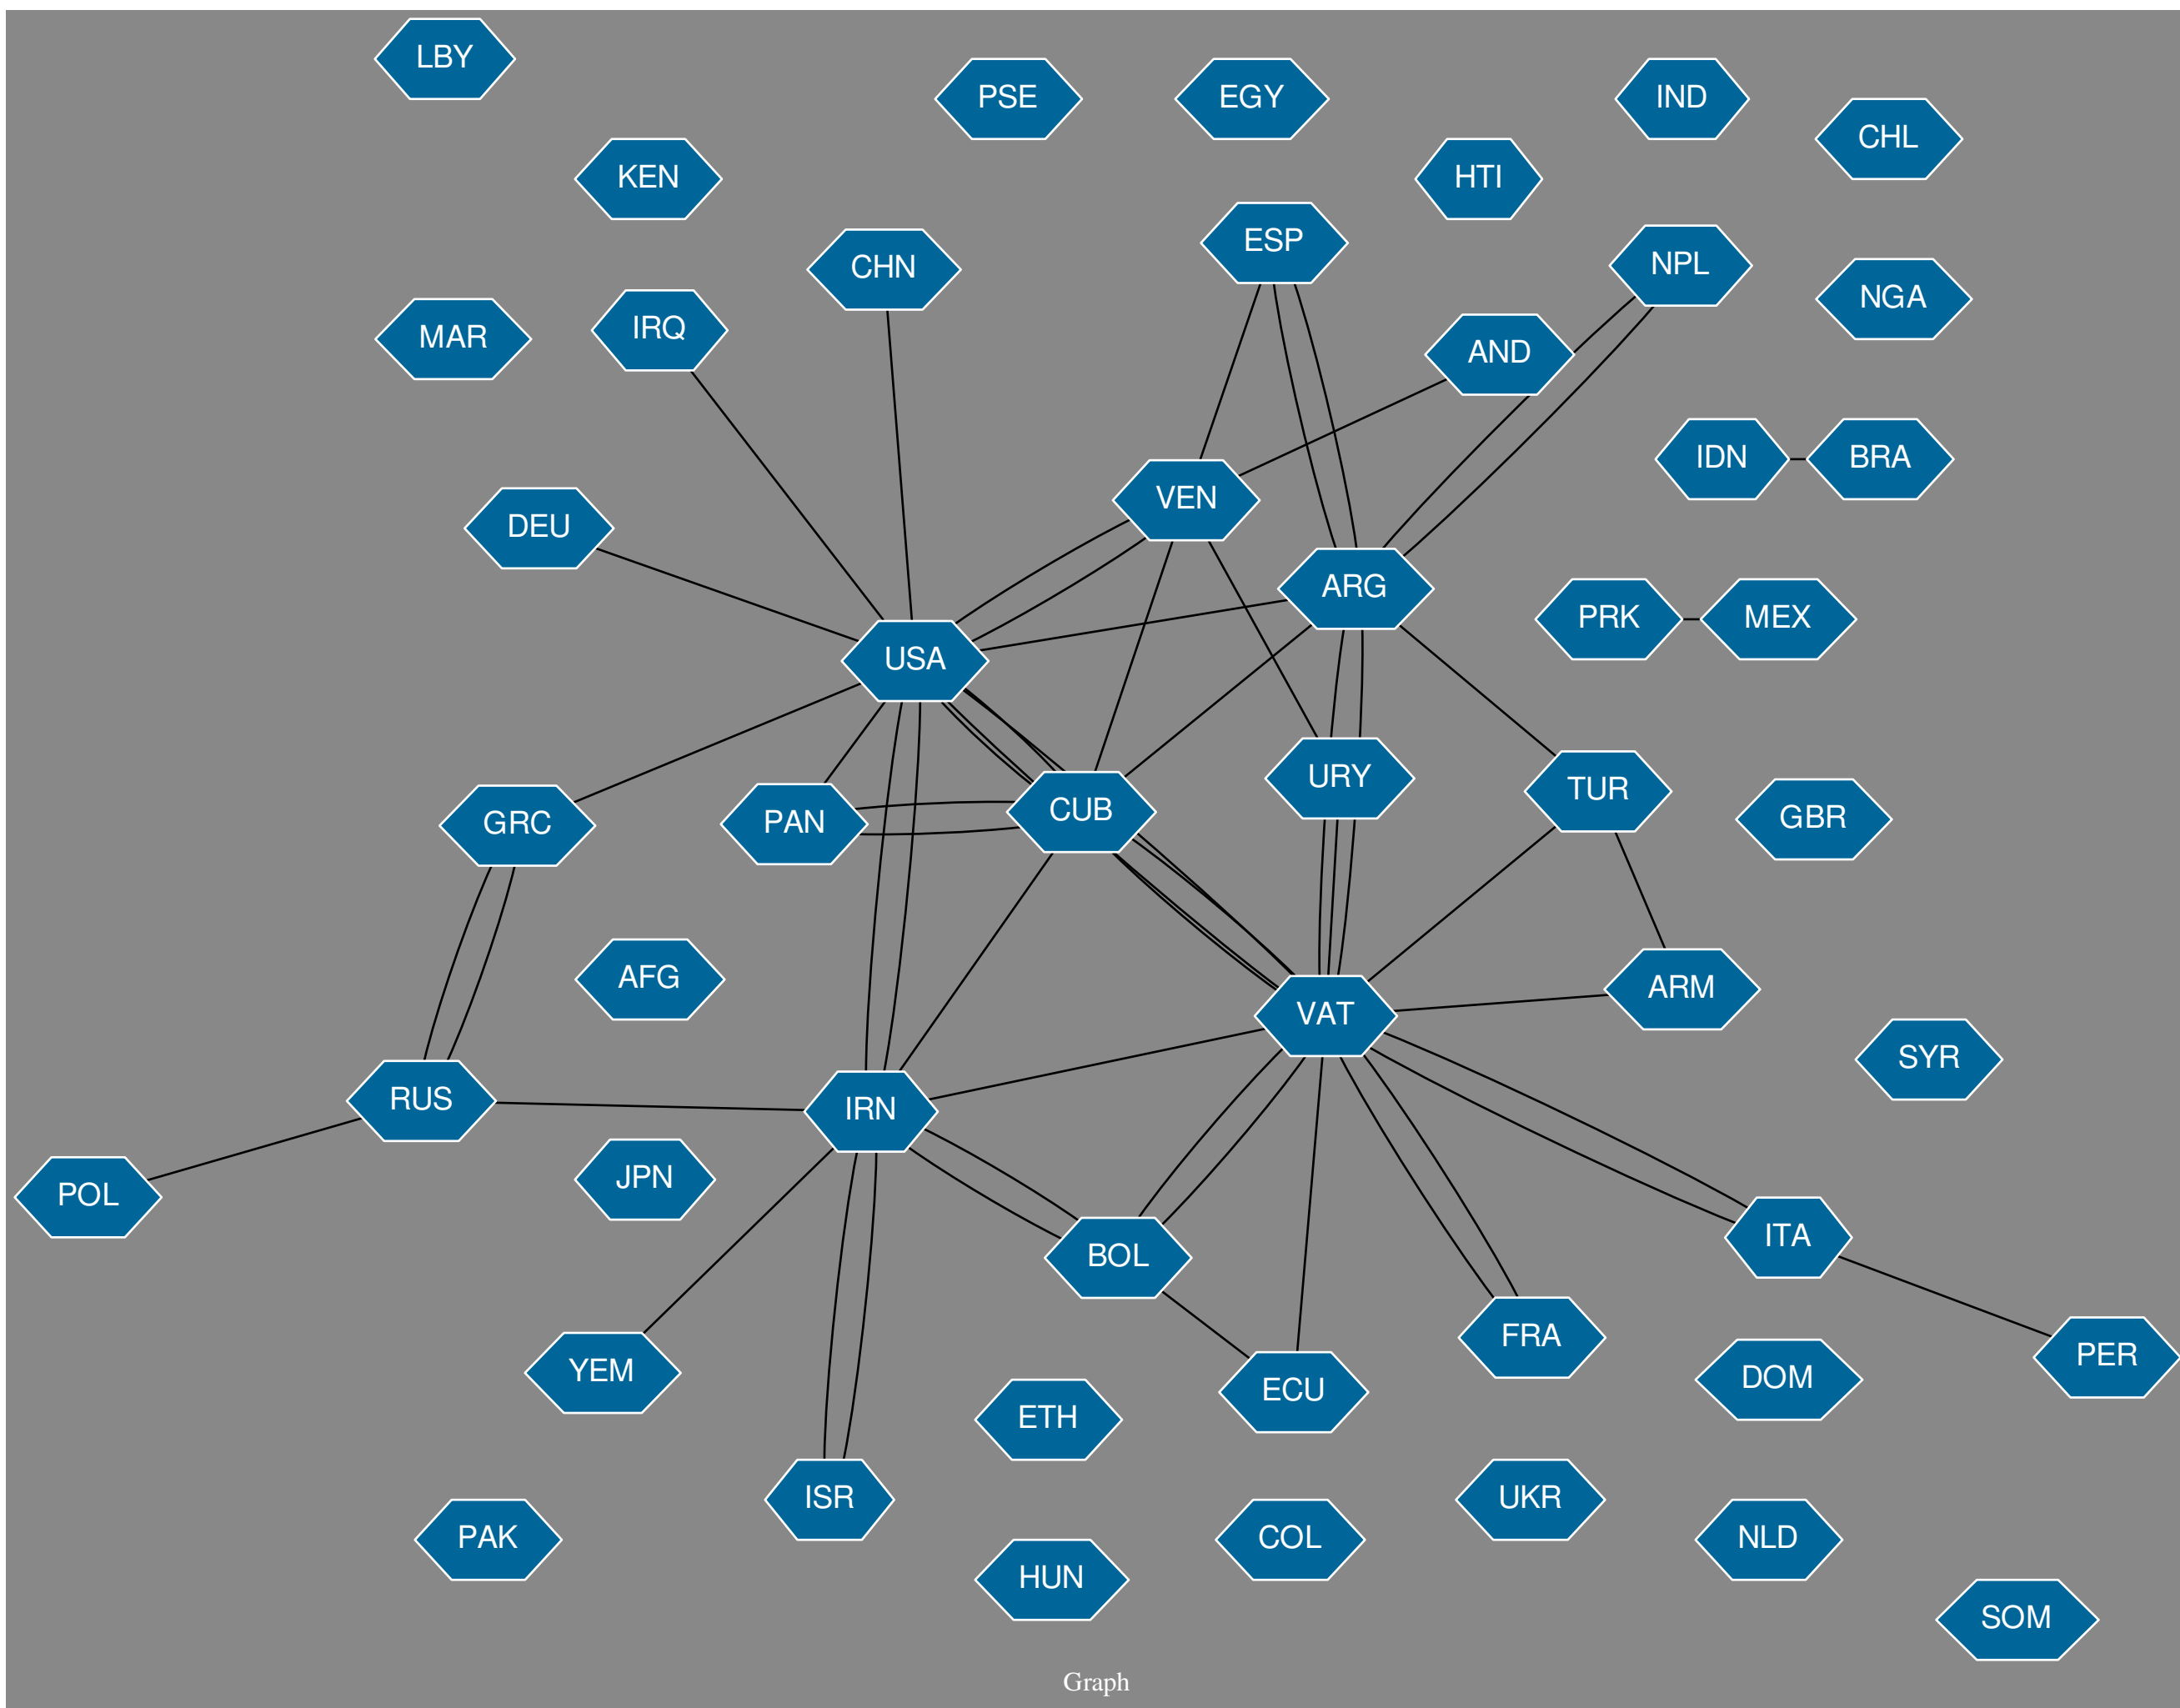 LBY
PSE
EGY
IND
CHL
KEN
HTI
ESP
CHN
NPL
NGA
MAR
IRQ
AND
IDN
BRA
VEN
DEU
ARG
PRK
MEX
USA
URY
TUR
GRC
PAN
CUB
GBR
AFG
ARM
VAT
SYR
RUS
IRN
JPN
POL
BOL
ITA
FRA
PER
YEM
ECU
DOM
ETH
ISR
UKR
PAK
COL
NLD
HUN
SOM
Graph